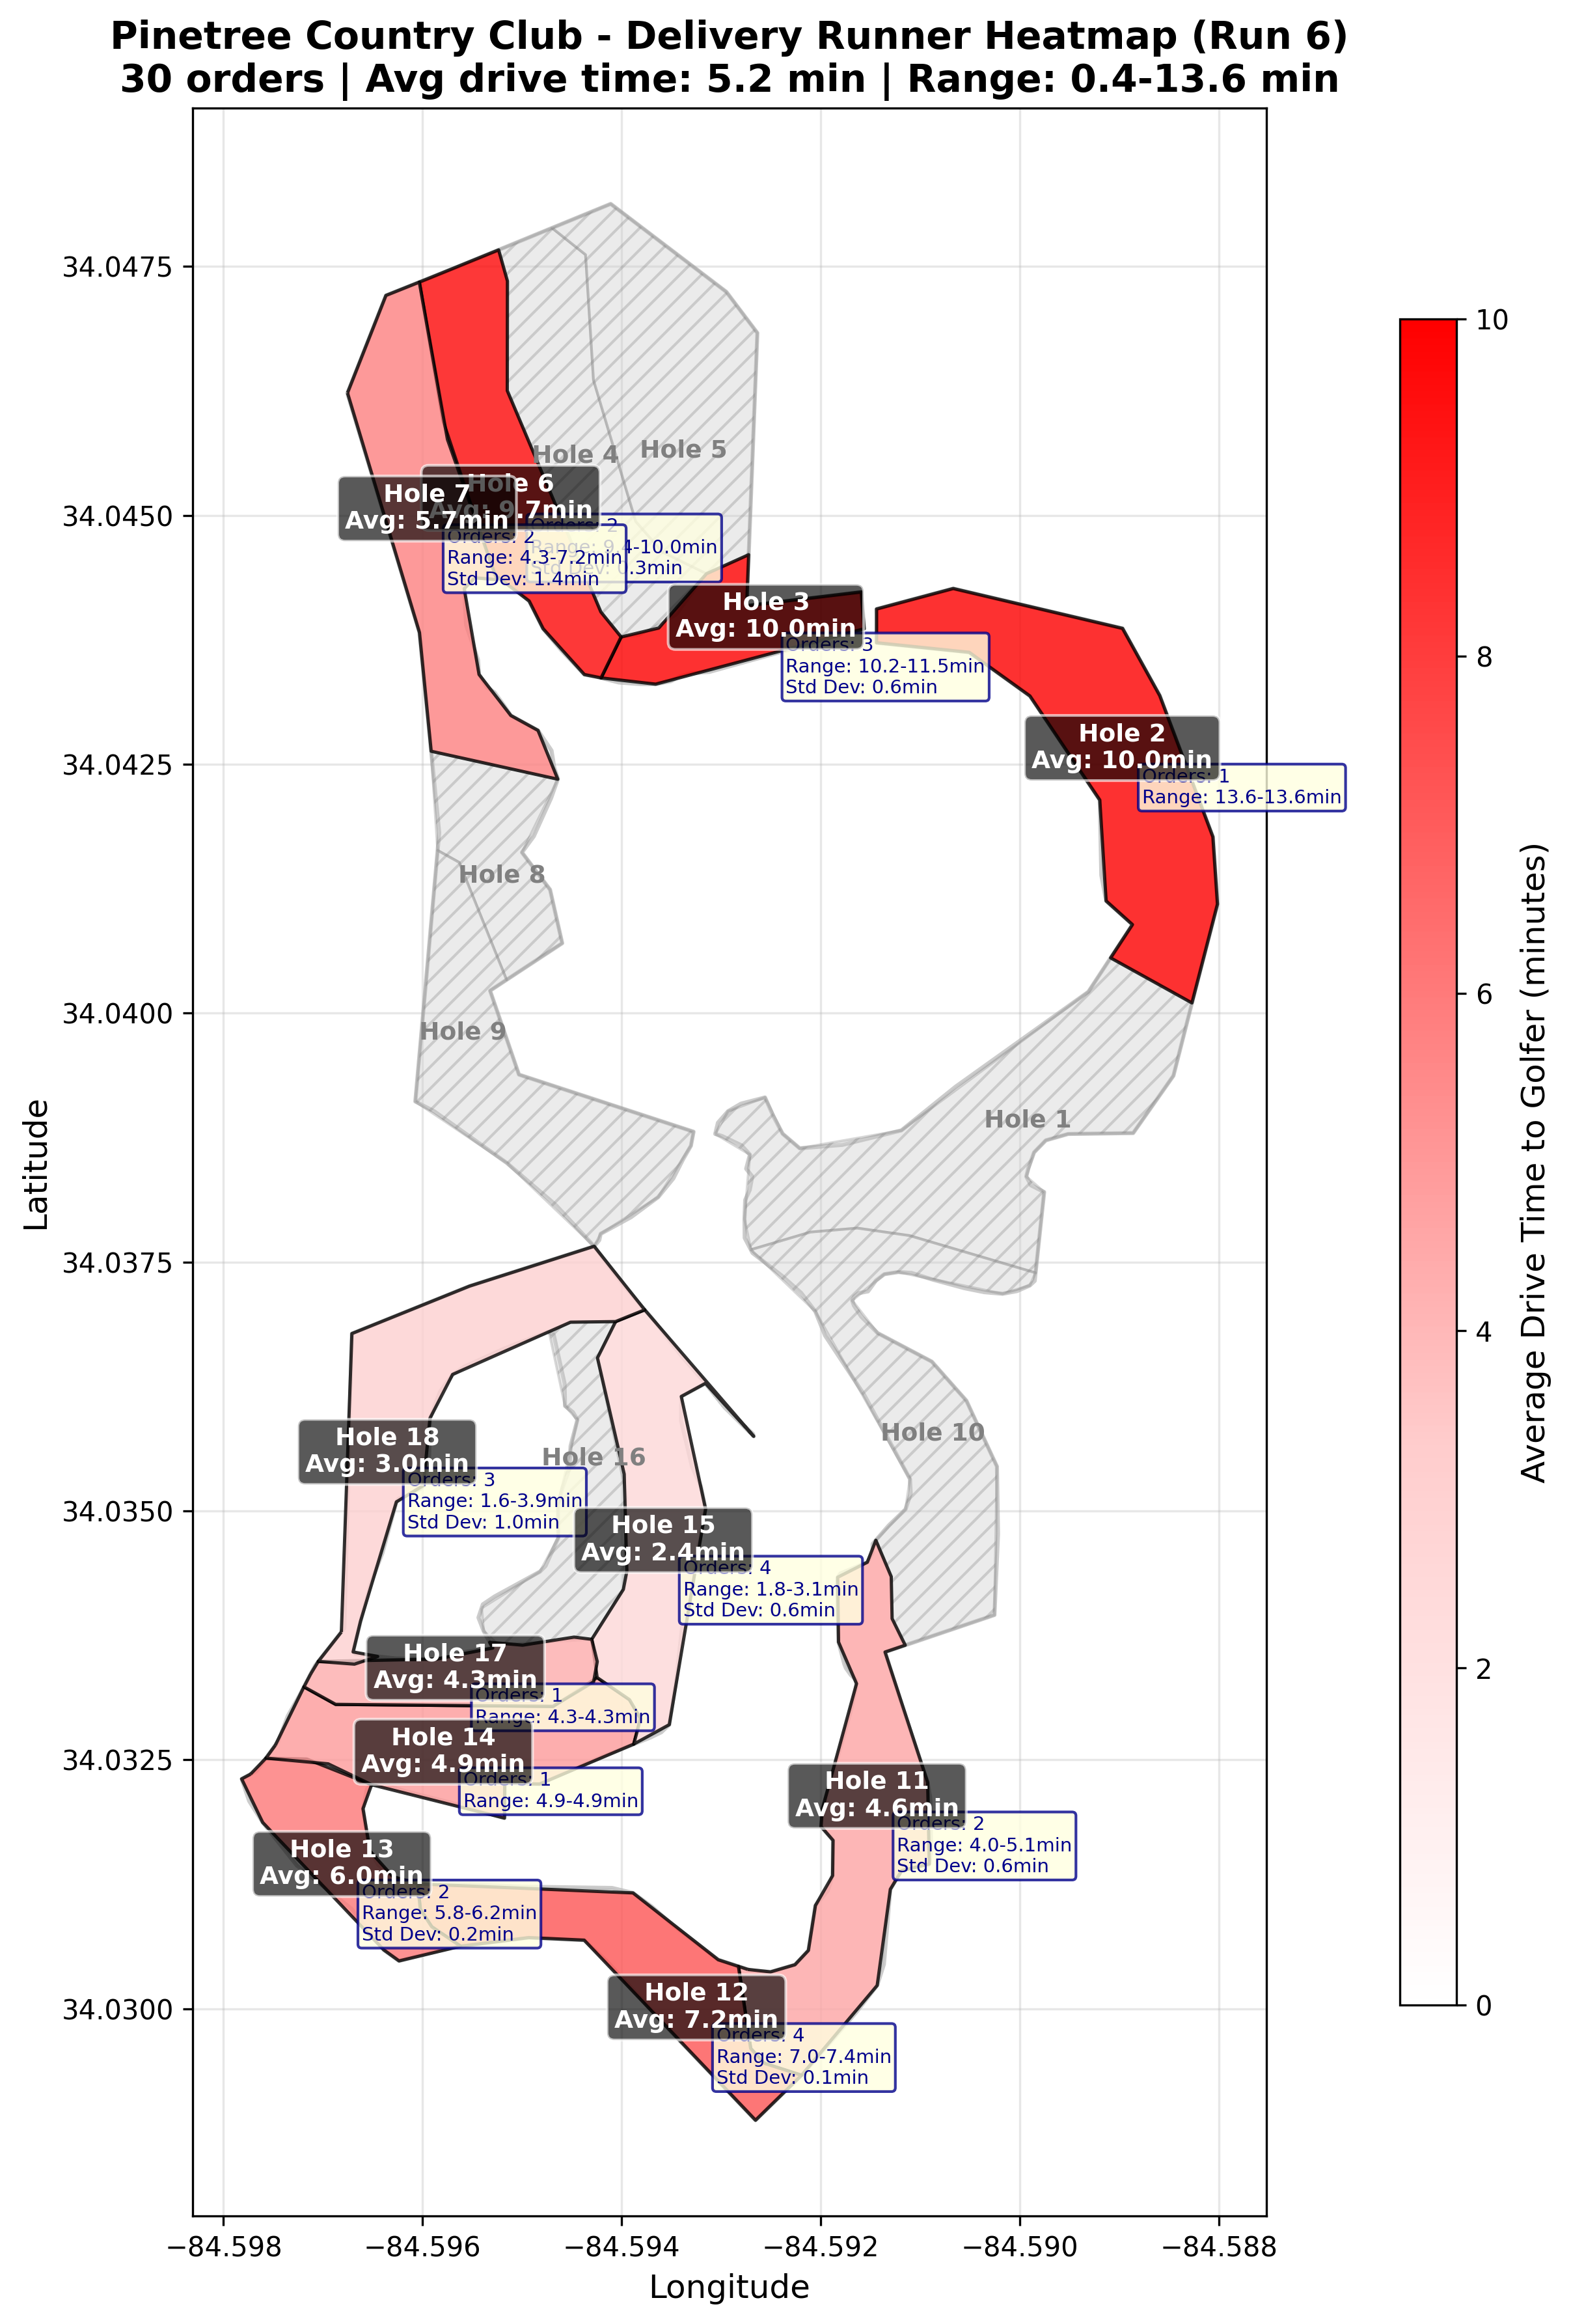 Pinetree Country Club - Delivery Runner Heatmap (Run 6)
30 orders | Avg drive time: 5.2 min | Range: 0.4-13.6 min
34.0475
34.0450
34.0425
34.0400
34.0375
34.0350
34.0325
34.0300
Latitude
−84.598
−84.596
−84.594
−84.592
−84.590
−84.588
Longitude
Hole 4
Hole 5
Hole 6
Avg: 9.7min
Orders: 2
Range: 9.4-10.0min
Std Dev: 0.3min
Hole 7
Avg: 5.7min
Orders: 2
Range: 4.3-7.2min
Std Dev: 1.4min
Hole 3
Avg: 10.0min
Orders: 3
Range: 10.2-11.5min
Std Dev: 0.6min
Hole 2
Avg: 10.0min
Orders: 1
Range: 13.6-13.6min
Hole 8
Hole 9
Hole 1
Hole 10
Hole 18
Avg: 3.0min
Orders: 3
Range: 1.6-3.9min
Std Dev: 1.0min
Hole 16
Hole 15
Avg: 2.4min
Orders: 4
Range: 1.8-3.1min
Std Dev: 0.6min
Hole 17
Avg: 4.3min
Orders: 1
Range: 4.3-4.3min
Hole 14
Avg: 4.9min
Orders: 1
Range: 4.9-4.9min
Hole 11
Avg: 4.6min
Orders: 2
Range: 4.0-5.1min
Std Dev: 0.6min
Hole 13
Avg: 6.0min
Orders: 2
Range: 5.8-6.2min
Std Dev: 0.2min
Hole 12
Avg: 7.2min
Orders: 4
Range: 7.0-7.4min
Std Dev: 0.1min
10
8
6
4
2
0
Average Drive Time to Golfer (minutes)